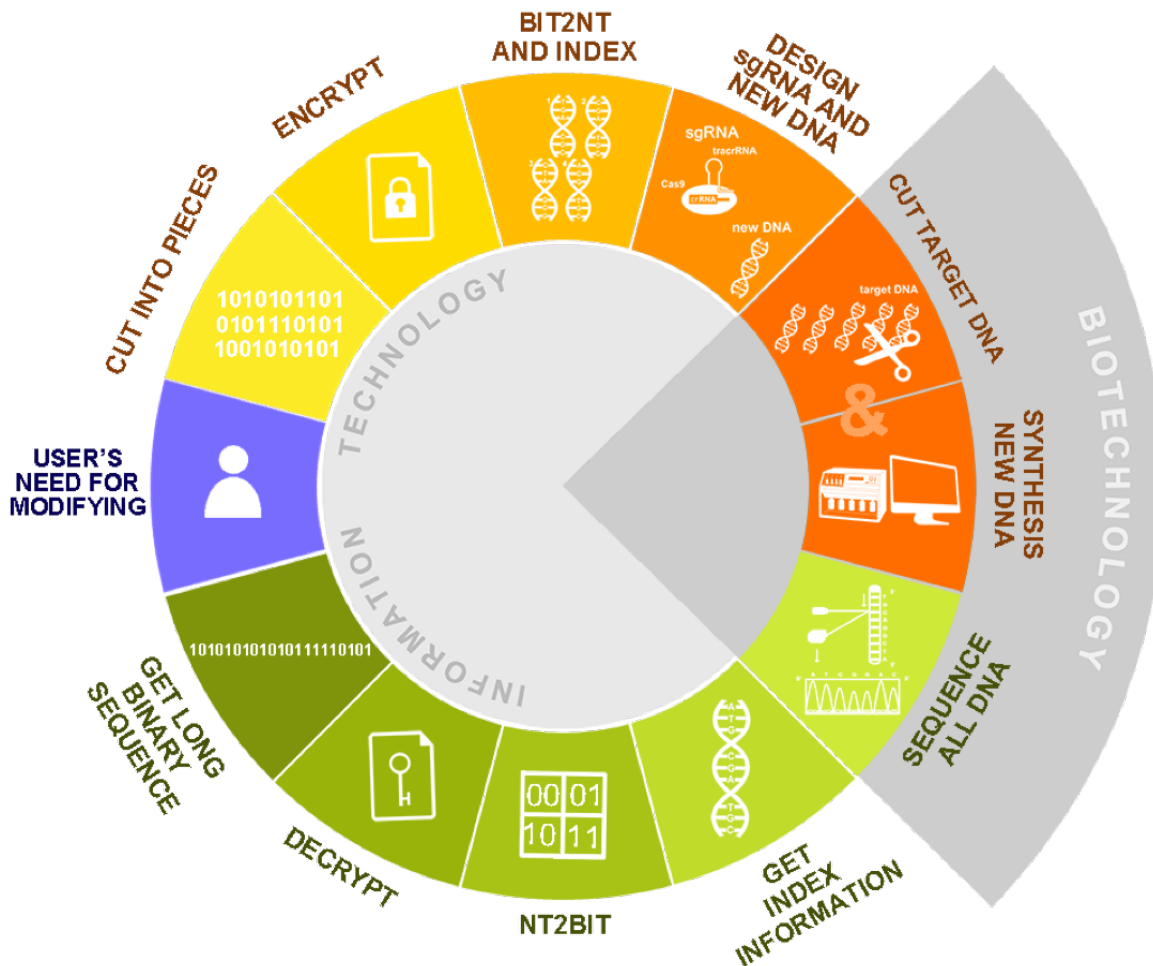 BIT2NT
AND INDEX
DESIGN
sgRNA AND
NEW DNA
ENCRYPT
CUT INTO PIECES
USER'S
NEED FOR
MODIFYING
GET LONG
BINARY
SEQUENCE
DECRYPT
NT2BIT
GET
INDEX
INFORMATION
SEQUENCE
ALL DNA
SYNTHESIS
NEW DNA
CUT TARGET DNA
BIOTECHNOLOGY
INFORMATION TECHNOLOGY
sgRNA
tracrRNA
Cas9
crRNA
new DNA
target DNA
&
1010101101
0101110101
1001010101
10101010101011110101
00 01
10 11